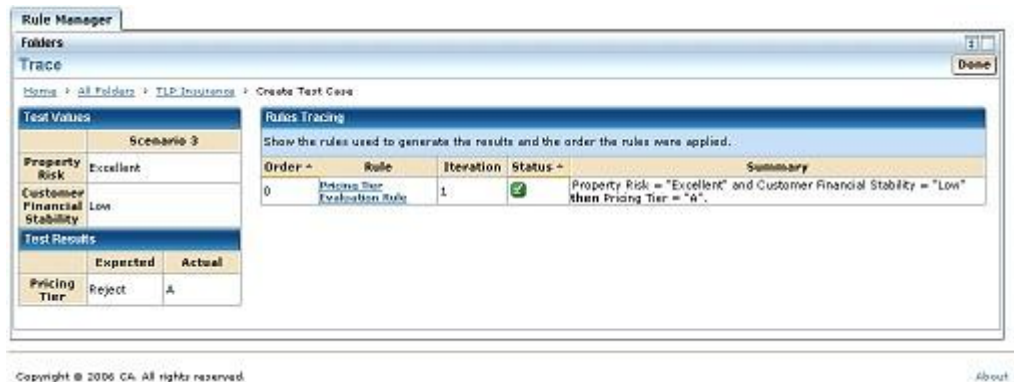 Rule Manager
Folders
Trace
Done
Home > All Folders > TLP Insurance > Create Test Case
Test Values
Scenario 3
Property Risk Excellent
Customer Financial Stability Low
Test Results
Expected Actual
Pricing Tier Reject A
Rules Tracing
Show the rules used to generate the results and the order the rules were applied.
Order Rule Iteration Status Summary
0 Pricing Tier Evaluation Rule 1 Property Risk = "Excellent" and Customer Financial Stability = "Low"
then Pricing Tier = "A".
Copyright © 2006 CA. All rights reserved.
About